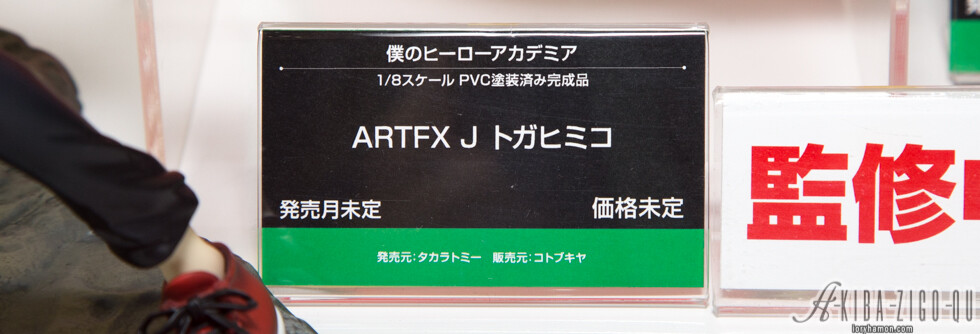 僕のヒーローアカデミア
1/8スケール PVC塗装済み完成品
ARTFX J トガヒミコ
発売月未定
価格未定
発売元:タカラトミー 販売元:コトブキヤ
監修
A-KIBA-ZIGO-QU
locyhamon.com